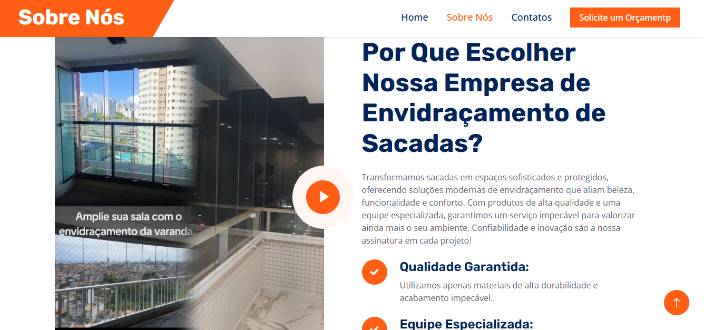 Sobre Nós
Home
Sobre Nós
Contatos
Solicite um Orçamentp
Amplie sua sala com o
envidraçamento da varanda
Por Que Escolher
Nossa Empresa de
Envidraçamento de
Sacadas?
Transformamos sacadas em espaços sofisticados e protegidos,
oferecendo soluções modernas de envidraçamento que aliam beleza,
funcionalidade e conforto. Com produtos de alta qualidade e uma
equipe especializada, garantimos um serviço impecável para valorizar
ainda mais o seu ambiente. Confiabilidade e inovação são a nossa
assinatura em cada projeto!
Qualidade Garantida:
Utilizamos apenas materiais de alta durabilidade e
acabamento impecável.
Equipe Especializada: